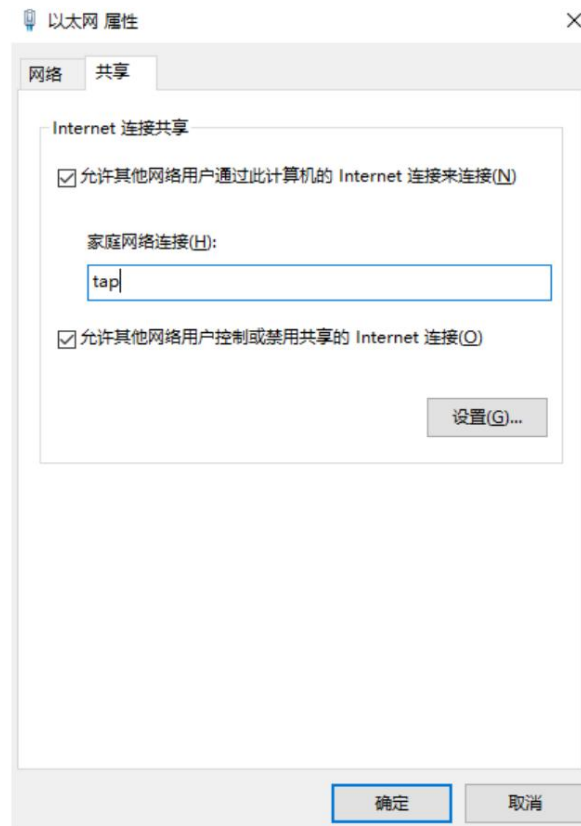 以太网 属性
网络
共享
Internet 连接共享
允许其他网络用户通过此计算机的 Internet 连接来连接(N)
家庭网络连接(H):
tap
允许其他网络用户控制或禁用共享的 Internet 连接(O)
设置(G)...
确定
取消